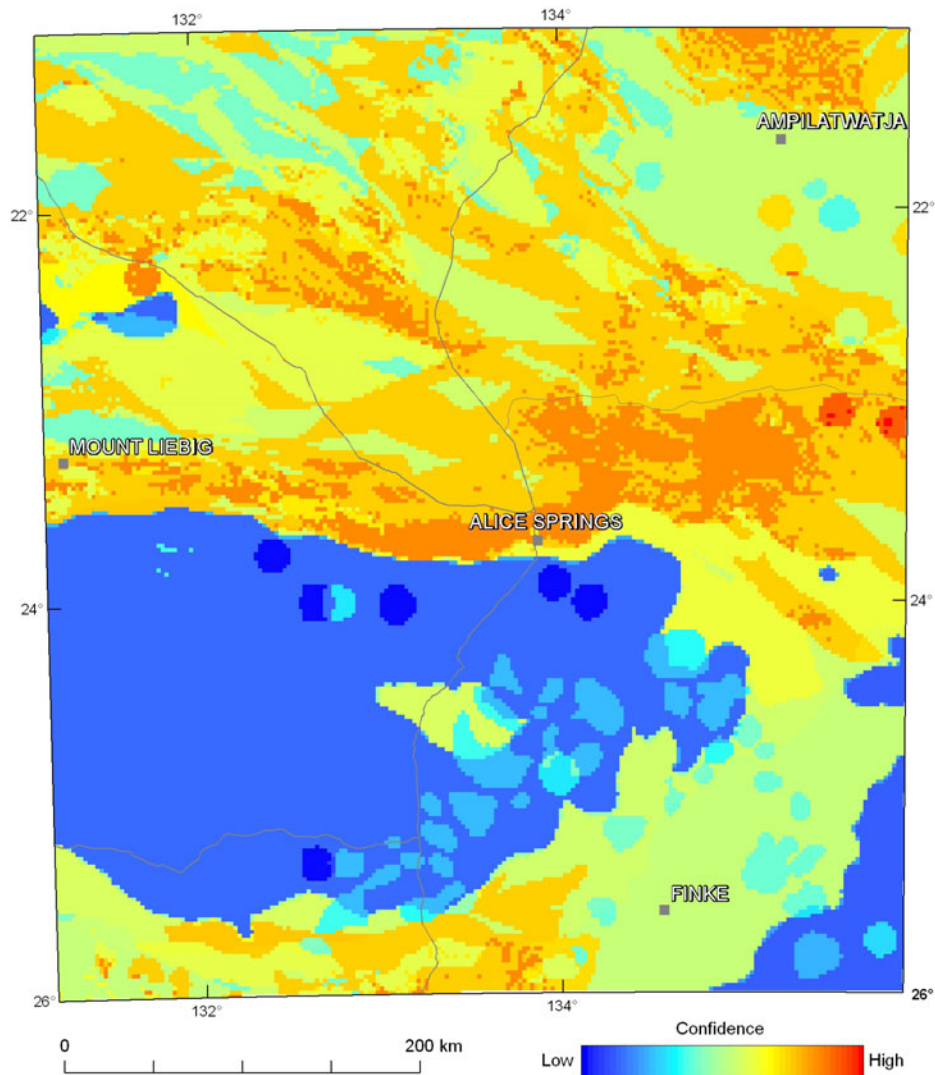 132°
134°
AMPILATWATJA
22°
22°
MOUNT LIEBIG
ALICE SPRINGS
24°
24°
FINKE
26°
26°
132°
134°
Confidence
0
200 km
Low
High